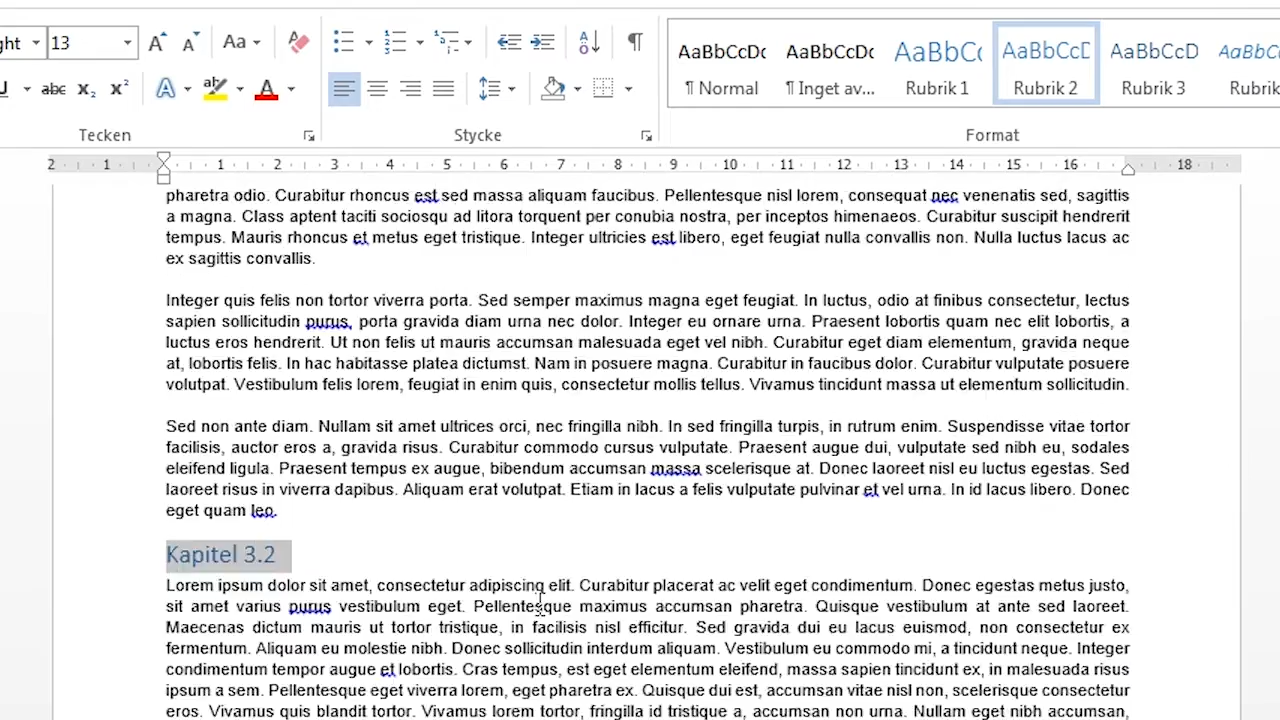 ght 13 Aa
U abc X₂ X² A ab A
AaBbCcDc AaBbCcDc AaBbC AaBbCcD AaBbCcD AaBbC
¶ Normal ¶ Inget av... Rubrik 1 Rubrik 2 Rubrik 3 Rubrik
Tecken Stycke Format
2 1 1 2 3 4 5 6 7 8 9 10 11 12 13 14 15 16 18
pharetra odio. Curabitur rhoncus est sed massa aliquam faucibus. Pellentesque nisl lorem, consequat nec venenatis sed, sagittis
a magna. Class aptent taciti sociosqu ad litora torquent per conubia nostra, per inceptos himenaeos. Curabitur suscipit hendrerit
tempus. Mauris rhoncus et metus eget tristique. Integer ultricies est libero, eget feugiat nulla convallis non. Nulla luctus lacus ac
ex sagittis convallis.
Integer quis felis non tortor viverra porta. Sed semper maximus magna eget feugiat. In luctus, odio at finibus consectetur, lectus
sapien sollicitudin purus, porta gravida diam urna nec dolor. Integer eu ornare urna. Praesent lobortis quam nec elit lobortis, a
luctus eros hendrerit. Ut non felis ut mauris accumsan malesuada eget vel nibh. Curabitur eget diam elementum, gravida neque
at, lobortis felis. In hac habitasse platea dictumst. Nam in posuere magna. Curabitur in faucibus dolor. Curabitur vulputate posuere
volutpat. Vestibulum felis lorem, feugiat in enim quis, consectetur mollis tellus. Vivamus tincidunt massa ut elementum sollicitudin.
Sed non ante diam. Nullam sit amet ultrices orci, nec fringilla nibh. In sed fringilla turpis, in rutrum enim. Suspendisse vitae tortor
facilisis, auctor eros a, gravida risus. Curabitur commodo cursus vulputate. Praesent augue dui, vulputate sed nibh eu, sodales
eleifend ligula. Praesent tempus ex augue, bibendum accumsan massa scelerisque at. Donec laoreet nisl eu luctus egestas. Sed
laoreet risus in viverra dapibus. Aliquam erat volutpat. Etiam in lacus a felis vulputate pulvinar et vel urna. In id lacus libero. Donec
eget quam leo.
Kapitel 3.2
Lorem ipsum dolor sit amet, consectetur adipiscing elit. Curabitur placerat ac velit eget condimentum. Donec egestas metus justo,
sit amet varius purus vestibulum eget. Pellentesque maximus accumsan pharetra. Quisque vestibulum at ante sed laoreet.
Maecenas dictum mauris ut tortor tristique, in facilisis nisl efficitur. Sed gravida dui eu lacus euismod, non consectetur ex
fermentum. Aliquam eu molestie nibh. Donec sollicitudin interdum aliquam. Vestibulum eu commodo mi, a tincidunt neque. Integer
condimentum tempor augue et lobortis. Cras tempus, est eget elementum eleifend, massa sapien tincidunt ex, in malesuada risus
ipsum a sem. Pellentesque eget viverra lorem, eget pharetra ex. Quisque dui est, accumsan vitae nisl non, scelerisque consectetur
eros. Vivamus quis blandit tortor. Vivamus lorem tortor, fringilla id tristique a, accumsan non urna. Nullam eget nibh accumsan,